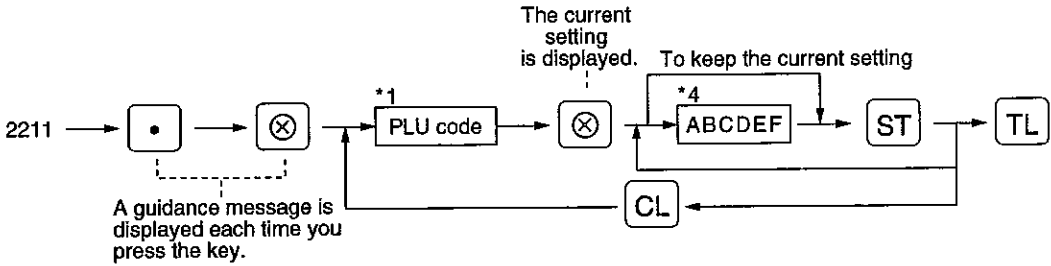 The current
setting
is displayed.
To keep the current setting
*1
*4
2211
•
⊗
PLU code
⊗
ABCDEF
ST
TL
CL
A guidance message is
displayed each time you
press the key.